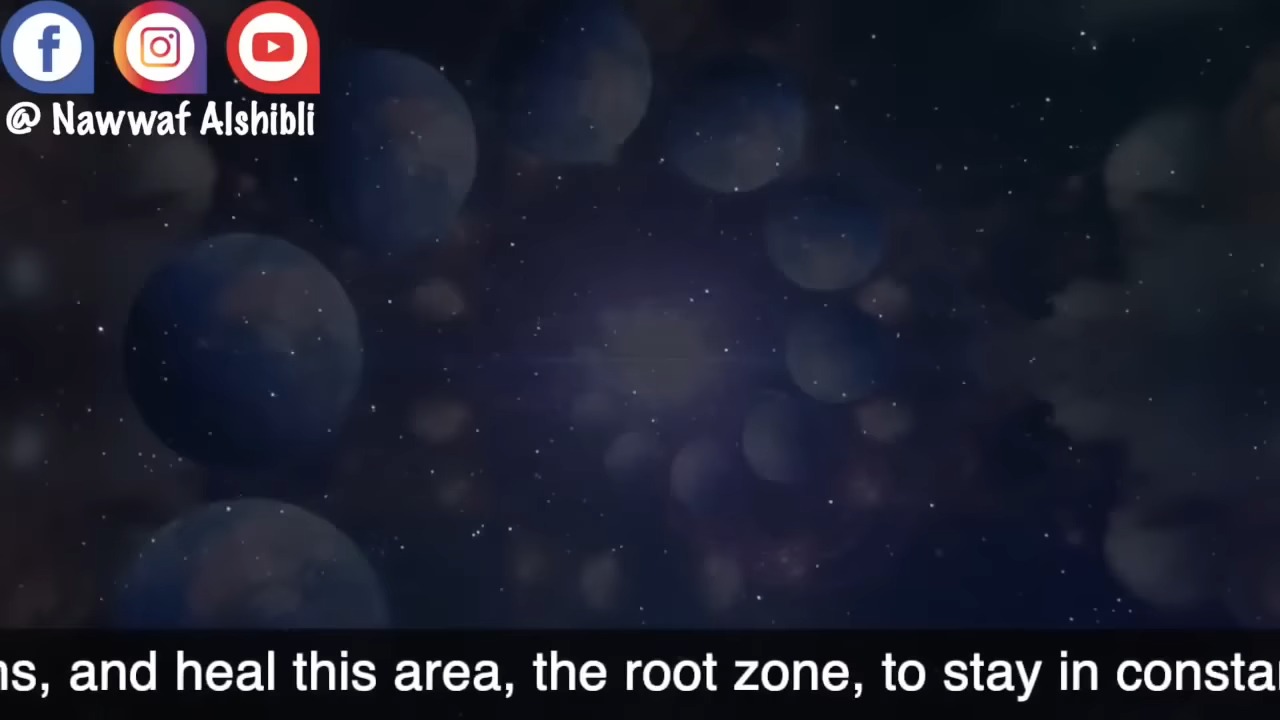 @ Nawwaf Alshibli
, and heal this area, the root zone, to stay in